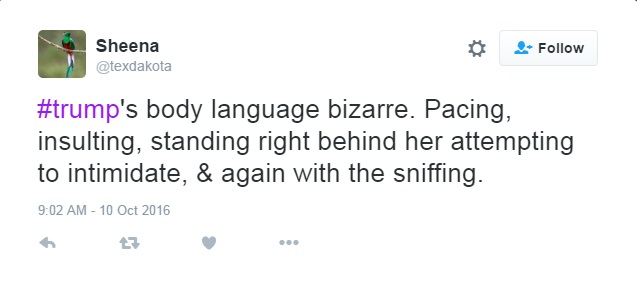 Sheena
@texdakota
Follow
#trump's body language bizarre. Pacing,
insulting, standing right behind her attempting
to intimidate, & again with the sniffing.
9:02 AM - 10 Oct 2016